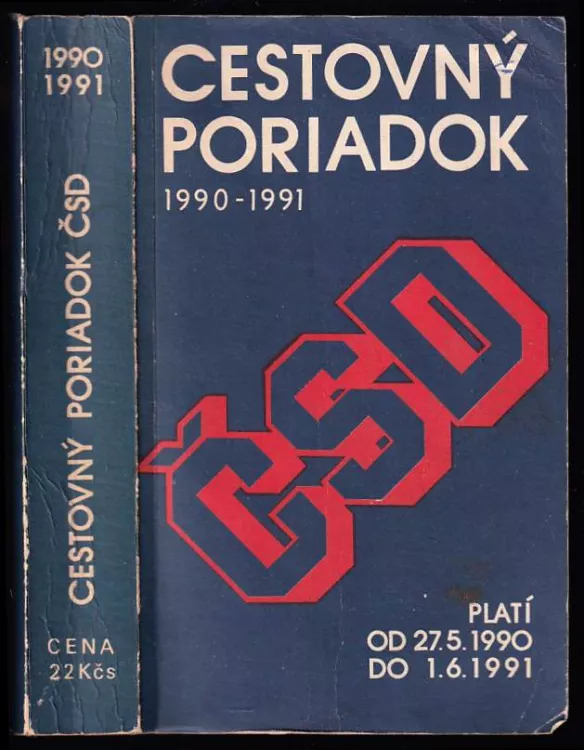 1990
1991
CESTOVNÝ PORIADOK ČSD
CENA
22Kčs
CESTOVNÝ
PORIADOK
1990-1991
ČSD
PLATÍ
OD 27.5.1990
DO 1.6.1991